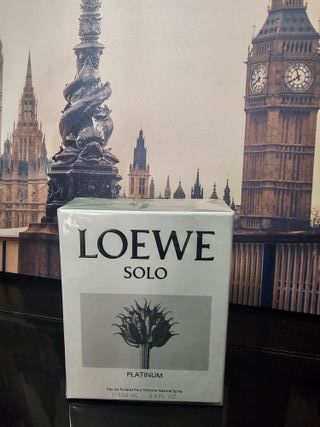 LOEWE
SOLO
PLATINUM
Eau de Toilette Pour Homme Natural Spray
100 ML 3.4 FL. OZ